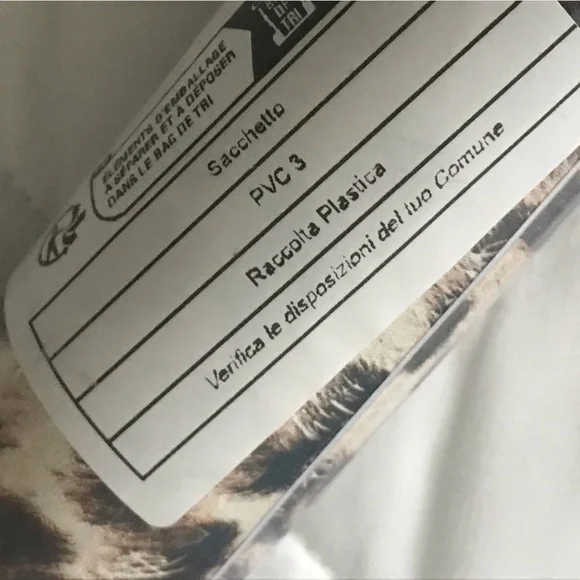 ÉLÉMENTS D'EMBALLAGE
À SÉPARER ET À DÉPOSER
DANS LE BAC DE TRI
TRI
Sacchetto
PVC 3
Raccolta Plastica
Verifica le disposizioni del tuo Comune